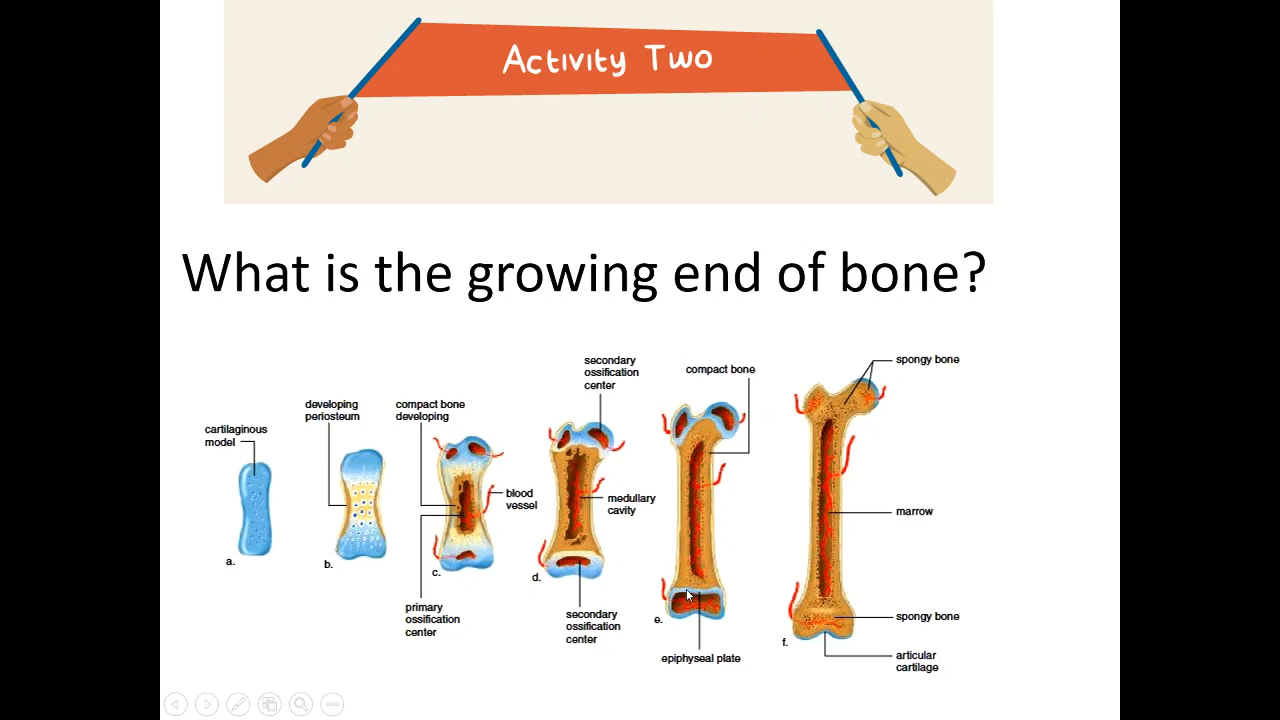 Activity Two
What is the growing end of bone?
secondary
ossification
center
compact bone
spongy bone
developing
periosteum
compact bone
developing
cartilaginous
model
blood
vessel
medullary
cavity
marrow
a.
b.
c.
d.
e.
f.
primary
ossification
center
secondary
ossification
center
epiphyseal plate
spongy bone
articular
cartilage